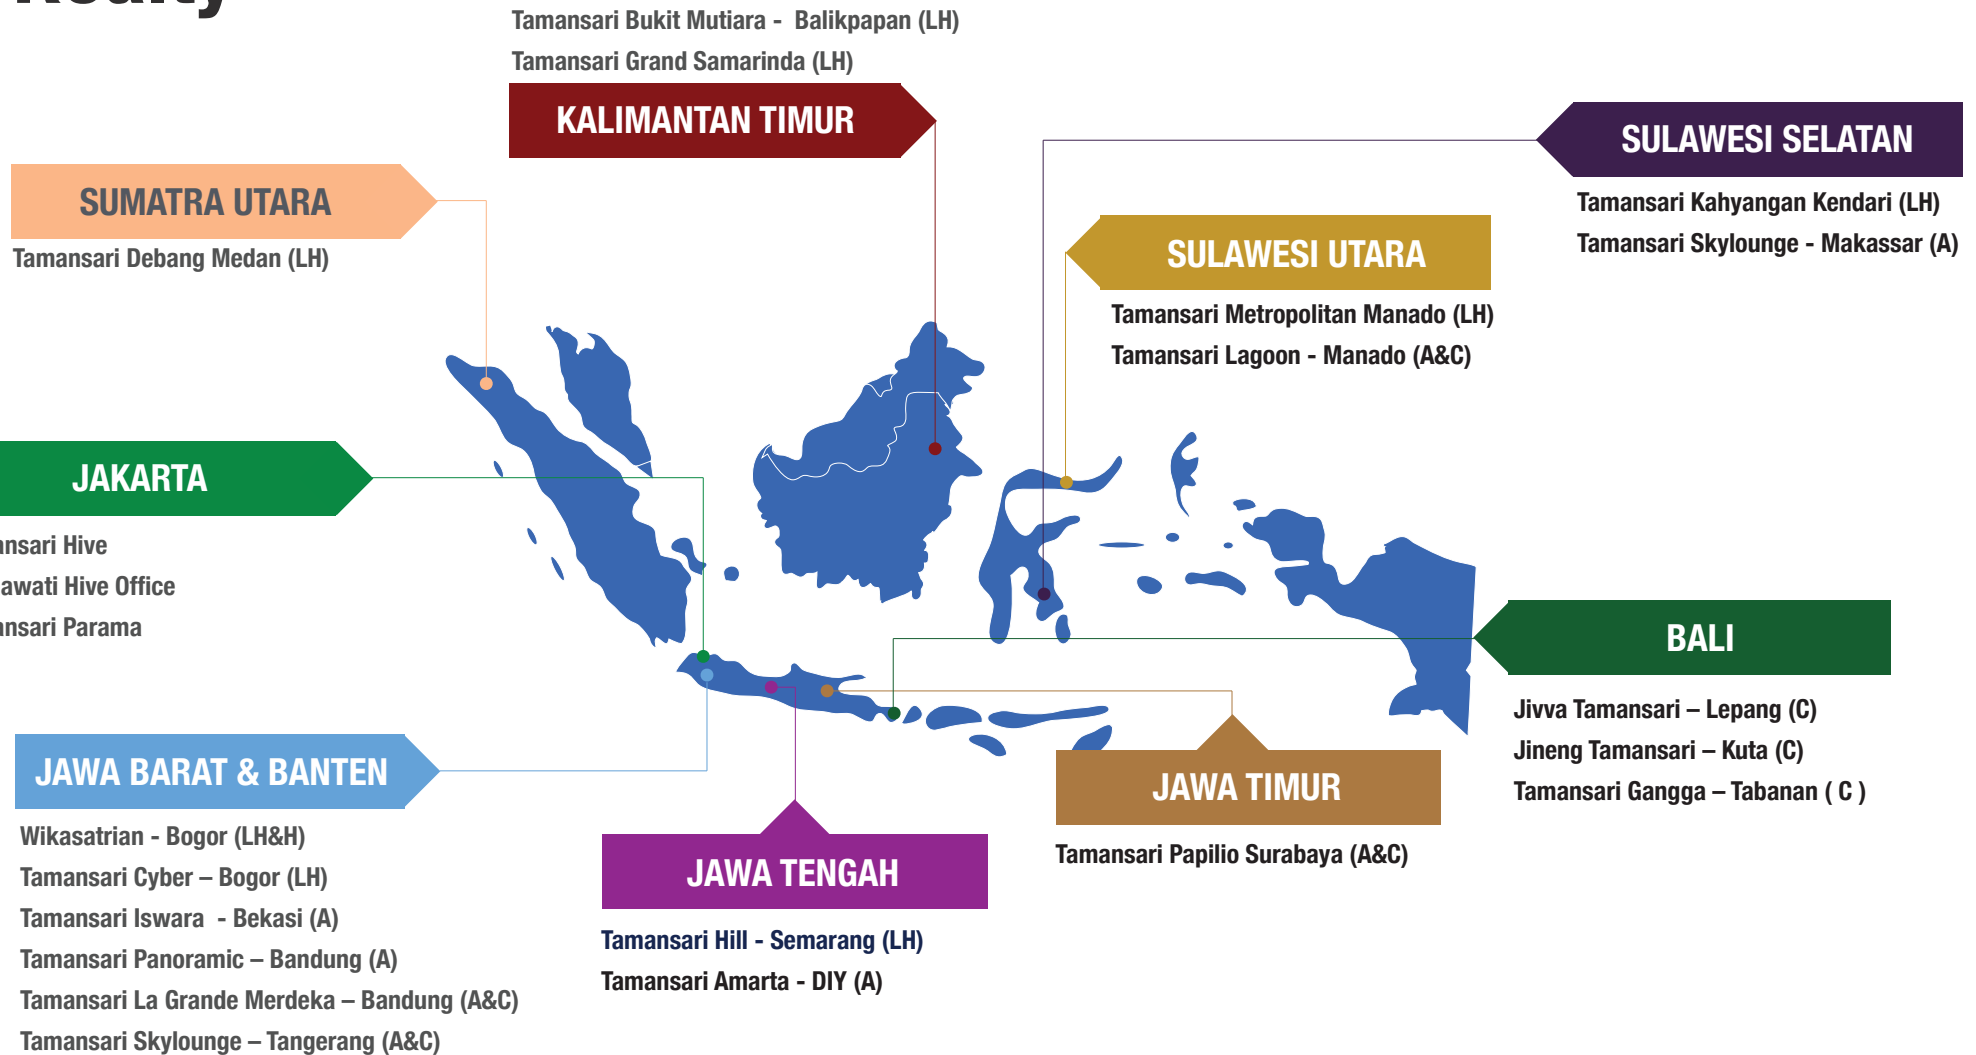 Realty
Tamansari Bukit Mutiara - Balikpapan (LH)
Tamansari Grand Samarinda (LH)
KALIMANTAN TIMUR
SULAWESI SELATAN
Tamansari Kahyangan Kendari (LH)
Tamansari Skylounge - Makassar (A)
SUMATRA UTARA
Tamansari Debang Medan (LH)
SULAWESI UTARA
Tamansari Metropolitan Manado (LH)
Tamansari Lagoon - Manado (A&C)
JAKARTA
ansari Hive
awati Hive Office
ansari Parama
BALI
Jivva Tamansari – Lepang (C)
Jineng Tamansari – Kuta (C)
Tamansari Gangga – Tabanan ( C )
JAWA BARAT & BANTEN
Wikasatrian - Bogor (LH&H)
Tamansari Cyber – Bogor (LH)
Tamansari Iswara - Bekasi (A)
Tamansari Panoramic – Bandung (A)
Tamansari La Grande Merdeka – Bandung (A&C)
Tamansari Skylounge – Tangerang (A&C)
JAWA TENGAH
Tamansari Hill - Semarang (LH)
Tamansari Amarta - DIY (A)
JAWA TIMUR
Tamansari Papilio Surabaya (A&C)